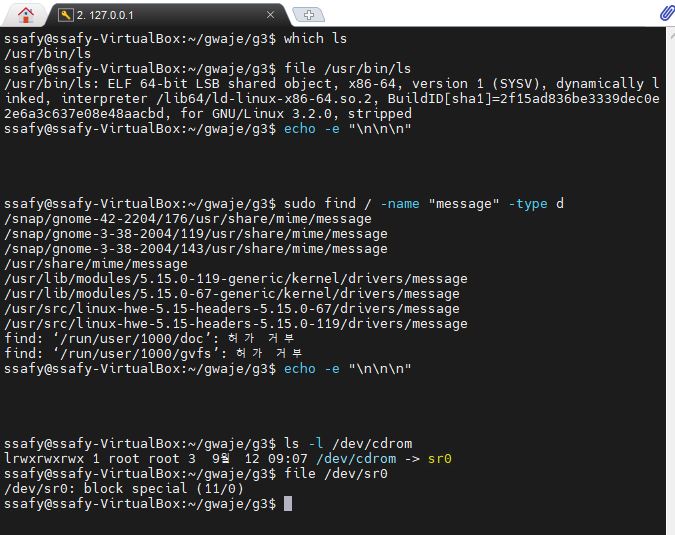 2. 127.0.0.1
ssafy@ssafy-VirtualBox:~/gwaje/g3$ which ls
/usr/bin/ls
ssafy@ssafy-VirtualBox:~/gwaje/g3$ file /usr/bin/ls
/usr/bin/ls: ELF 64-bit LSB shared object, x86-64, version 1 (SYSV), dynamically l
inked, interpreter /lib64/ld-linux-x86-64.so.2, BuildID[sha1]=2f15ad836be3339dec0e
2e6a3c637e08e48aacbd, for GNU/Linux 3.2.0, stripped
ssafy@ssafy-VirtualBox:~/gwaje/g3$ echo -e "\n\n\n"
ssafy@ssafy-VirtualBox:~/gwaje/g3$ sudo find / -name "message" -type d
/snap/gnome-42-2204/176/usr/share/mime/message
/snap/gnome-3-38-2004/119/usr/share/mime/message
/snap/gnome-3-38-2004/143/usr/share/mime/message
/usr/share/mime/message
/usr/lib/modules/5.15.0-119-generic/kernel/drivers/message
/usr/lib/modules/5.15.0-67-generic/kernel/drivers/message
/usr/src/linux-hwe-5.15-headers-5.15.0-67/drivers/message
/usr/src/linux-hwe-5.15-headers-5.15.0-119/drivers/message
find: ‘/run/user/1000/doc’: 허가 거부
find: ‘/run/user/1000/gvfs’: 허가 거부
ssafy@ssafy-VirtualBox:~/gwaje/g3$ echo -e "\n\n\n"
ssafy@ssafy-VirtualBox:~/gwaje/g3$ ls -l /dev/cdrom
lrwxrwxrwx 1 root root 3  9월 12 09:07 /dev/cdrom -> sr0
ssafy@ssafy-VirtualBox:~/gwaje/g3$ file /dev/sr0
/dev/sr0: block special (11/0)
ssafy@ssafy-VirtualBox:~/gwaje/g3$